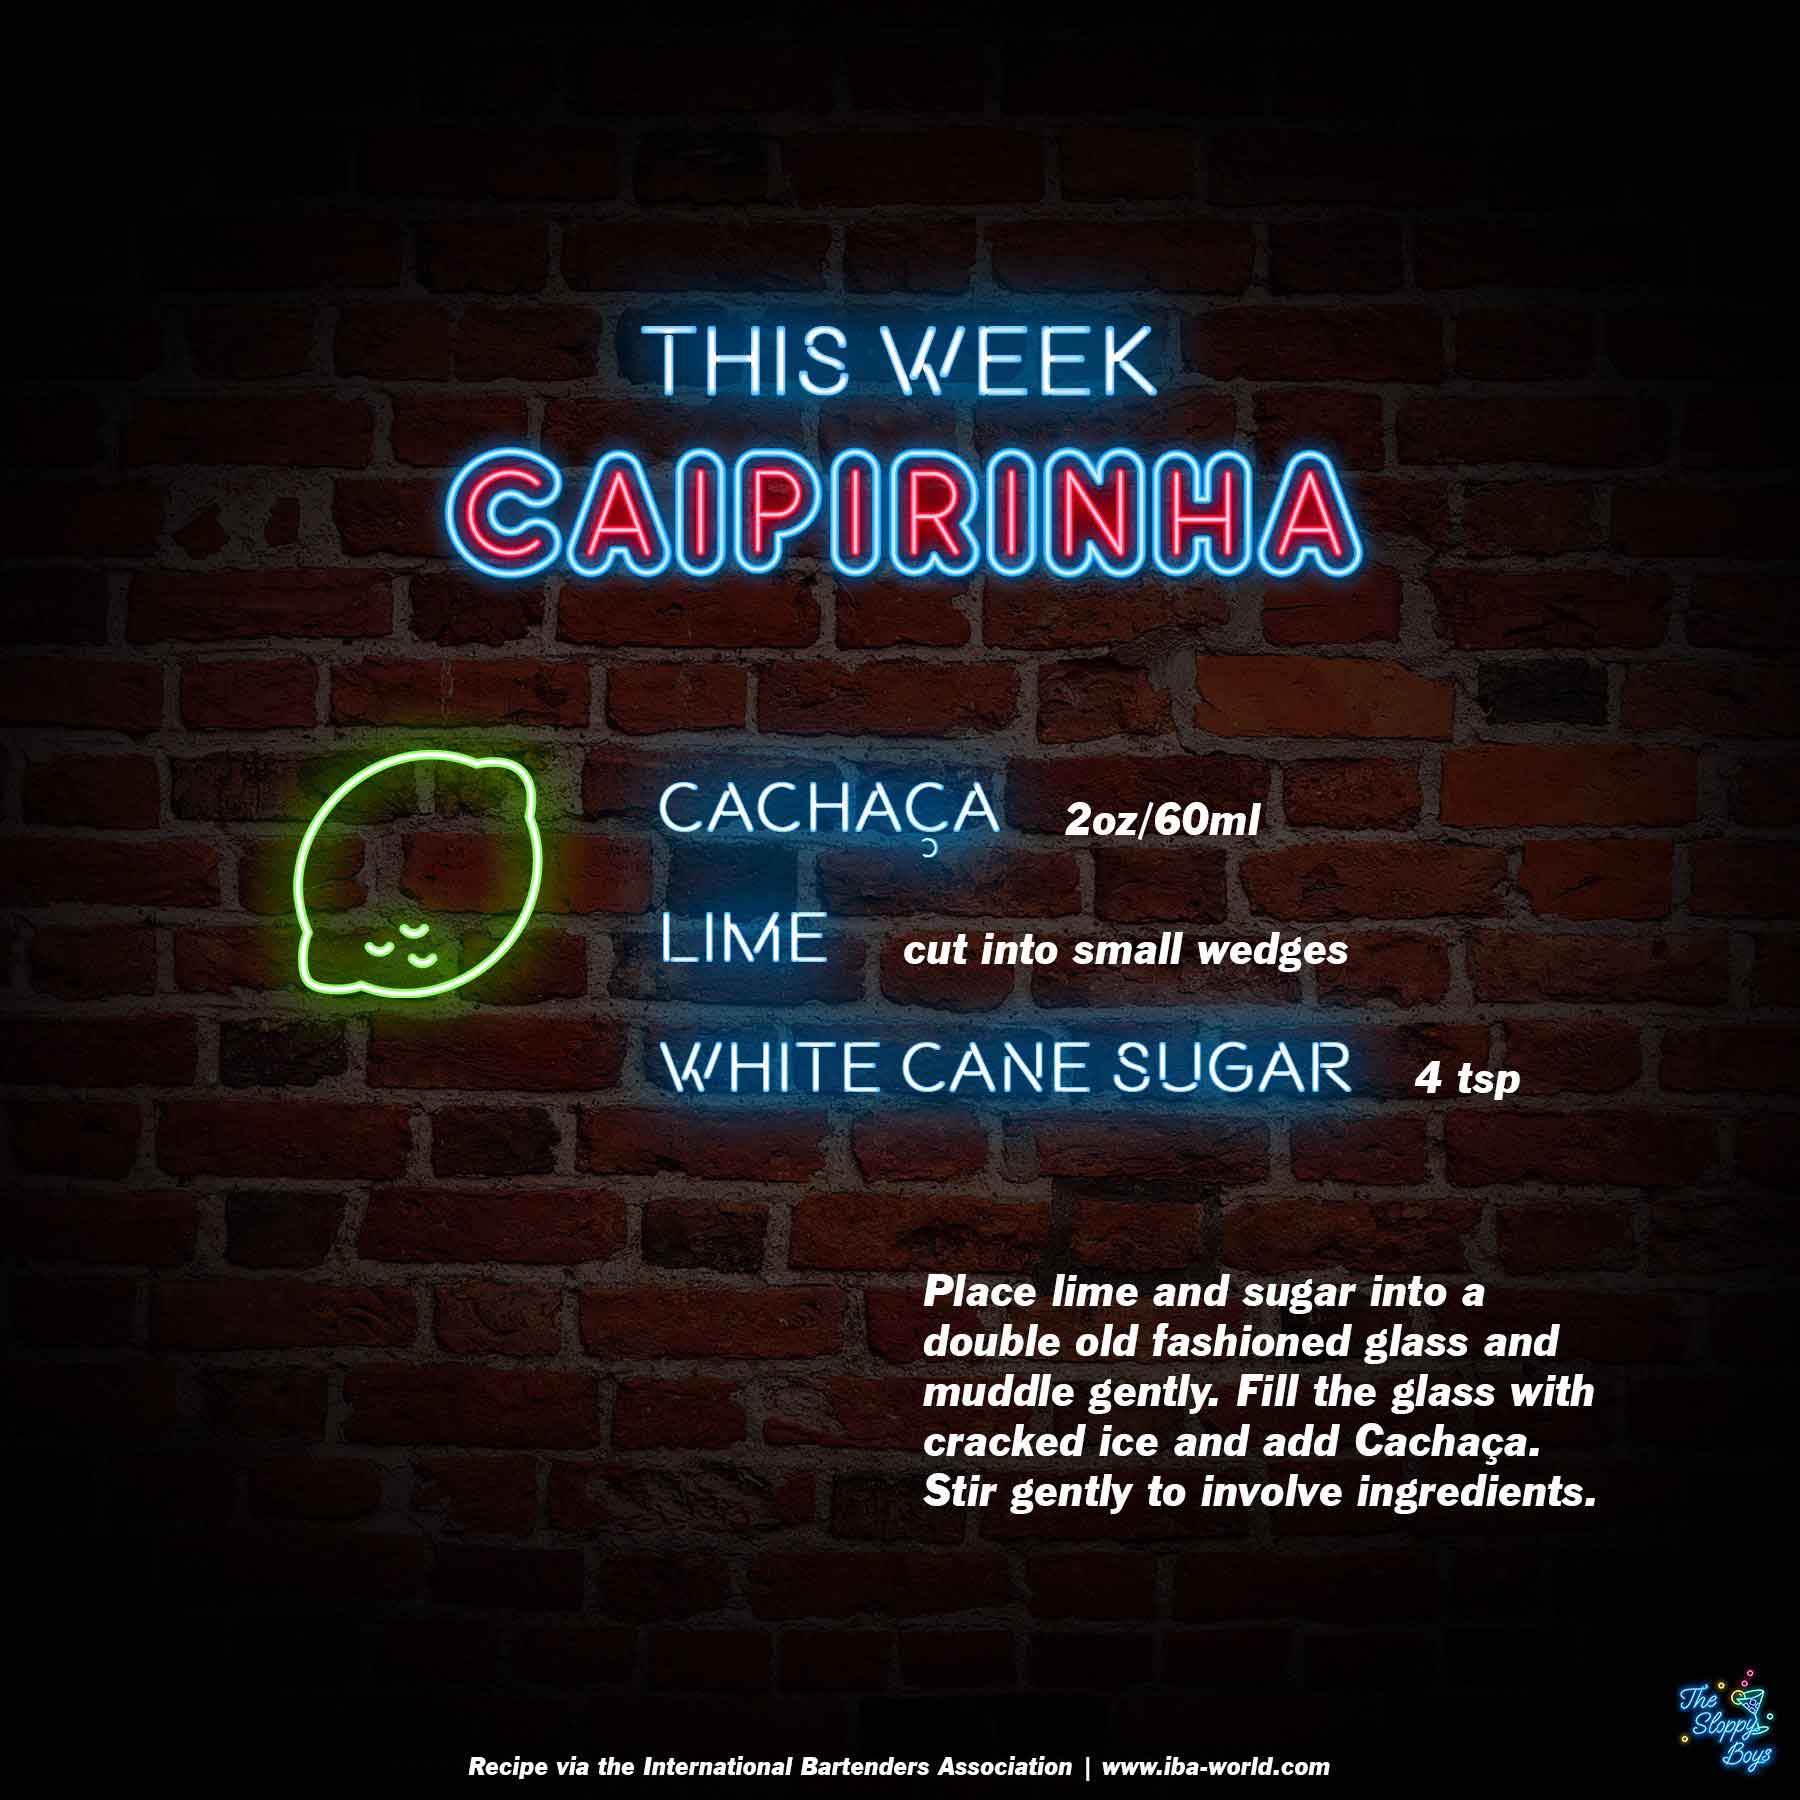 THIS WEEK
CAIPIRINHA
CACHAÇA 2oz/60ml
LIME cut into small wedges
WHITE CANE SUGAR 4 tsp
Place lime and sugar into a
double old fashioned glass and
muddle gently. Fill the glass with
cracked ice and add Cachaça.
Stir gently to involve ingredients.
The
Sloppy
Boys
Recipe via the International Bartenders Association | www.iba-world.com